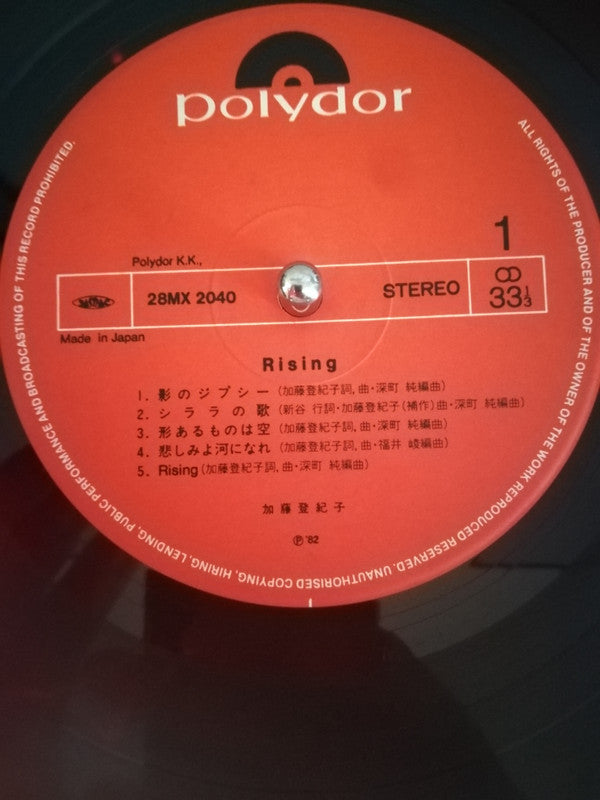 polydor
1
Polydor K.K.,
28MX 2040
STEREO
33 1/3
Made in Japan
Rising
1. 影のジプシー(加藤登紀子詞, 曲・深町 純編曲)
2. シララの歌(新谷 行詞・加藤登紀子(補作)曲・深町 純編曲)
3. 形あるものは空(加藤登紀子詞, 曲・深町 純編曲)
4. 悲しみよ河になれ(加藤登紀子詞, 曲・福井 崚編曲)
5. Rising(加藤登紀子詞, 曲・深町 純編曲)
加藤登紀子
Ⓟ '82
ALL RIGHTS OF THE PRODUCER AND OF THE OWNER OF THE WORK REPRODUCED RESERVED. UNAUTHORISED COPYING, HIRING, LENDING, PUBLIC PERFORMANCE AND BROADCASTING OF THIS RECORD PROHIBITED.